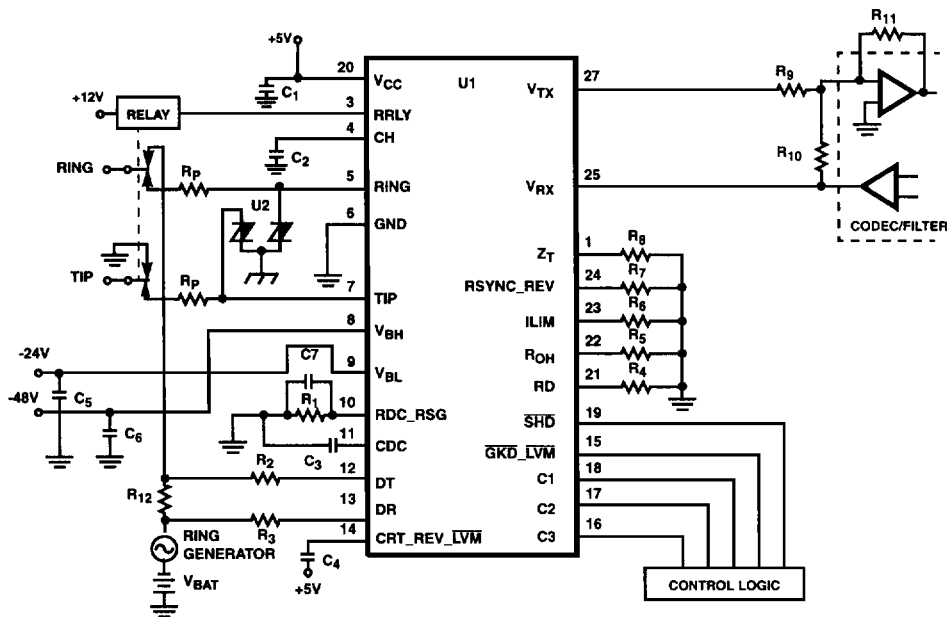 +5V
U1
R11
20
VCC
C1
27
VTX
R9
+12V
RELAY
3
RRLY
4
CH
C2
R10
RING
RP
5
RING
25
VRX
U2
6
GND
CODEC/FILTER
1
ZT
R8
TIP
RP
7
TIP
24
RSYNC_REV
R7
8
VBH
23
ILIM
R6
-24V
C7
9
VBL
22
ROH
R5
-48V
C5
R1
10
RDC_RSG
21
RD
R4
C6
C3
11
CDC
19
SHD
15
GKD_LVM
R2
12
DT
18
C1
R12
13
DR
17
C2
R3
RING
GENERATOR
14
CRT_REV_LVM
16
C3
C4
+5V
VBAT
CONTROL LOGIC